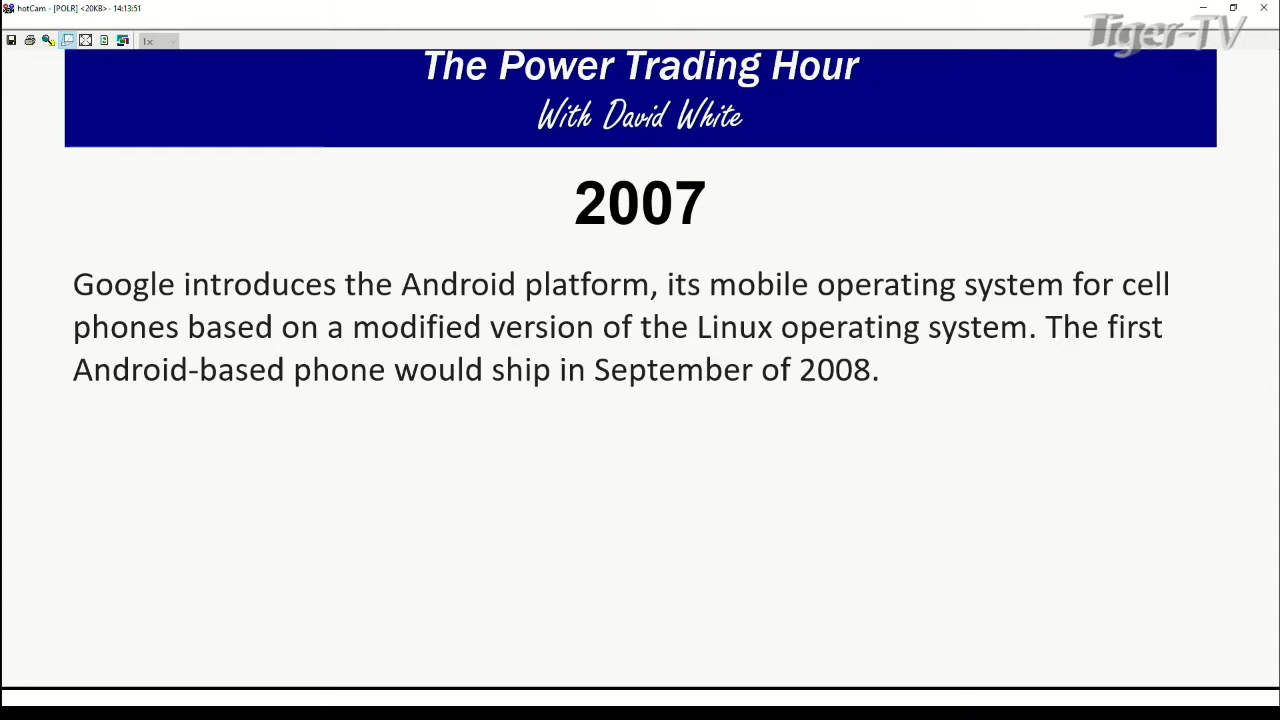 hotCam - [POLR] <20KB> - 14:13:51
Tiger-TV
1x
The Power Trading Hour
With David White
2007
Google introduces the Android platform, its mobile operating system for cell
phones based on a modified version of the Linux operating system. The first
Android-based phone would ship in September of 2008.